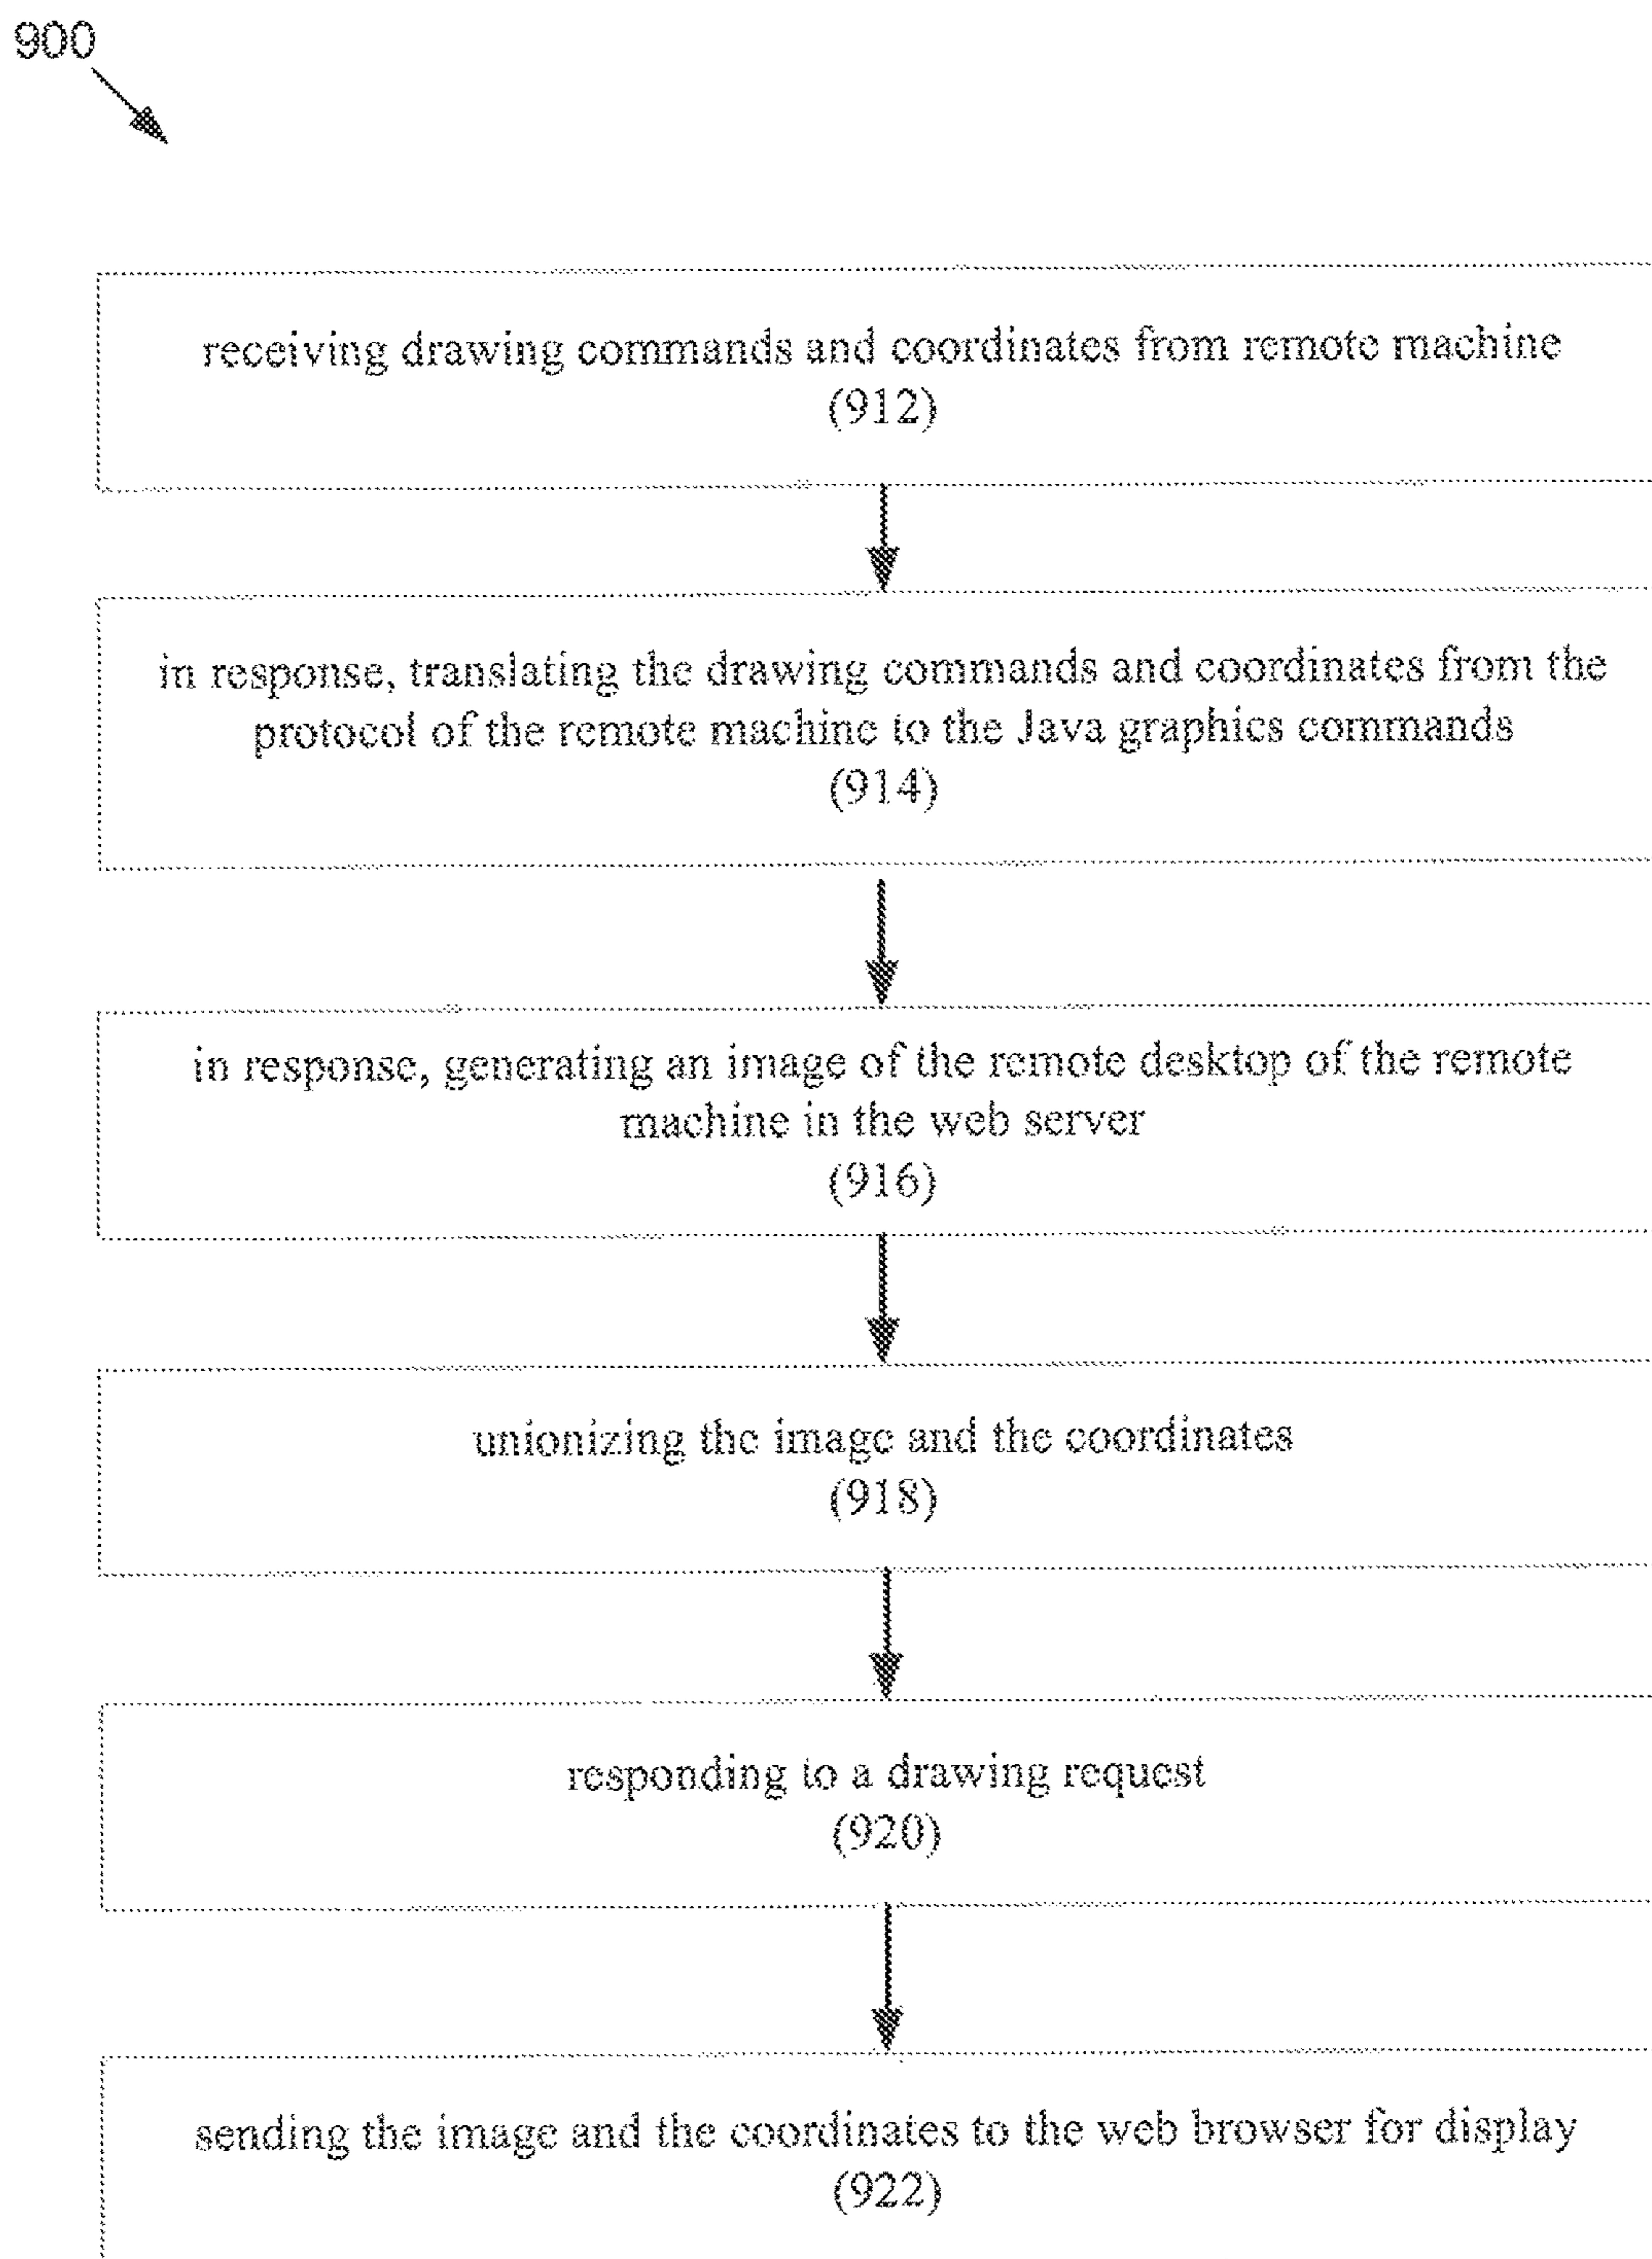 900
receiving drawing commands and coordinates from remote machine
(912)
in response, translating the drawing commands and coordinates from the
protocol of the remote machine to the Java graphics commands
(914)
in response, generating an image of the remote desktop of the remote
machine in the web server
(916)
unionizing the image and the coordinates
(918)
responding to a drawing request
(920)
sending the image and the coordinates to the web browser for display
(922)